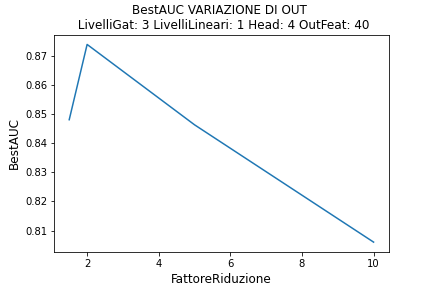 BestAUC VARIAZIONE DI OUT
LivelliGat: 3 LivelliLineari: 1 Head: 4 OutFeat: 40
0.87
0.86
0.85
0.84
0.83
0.82
0.81
BestAUC
2 4 6 8 10
FattoreRiduzione